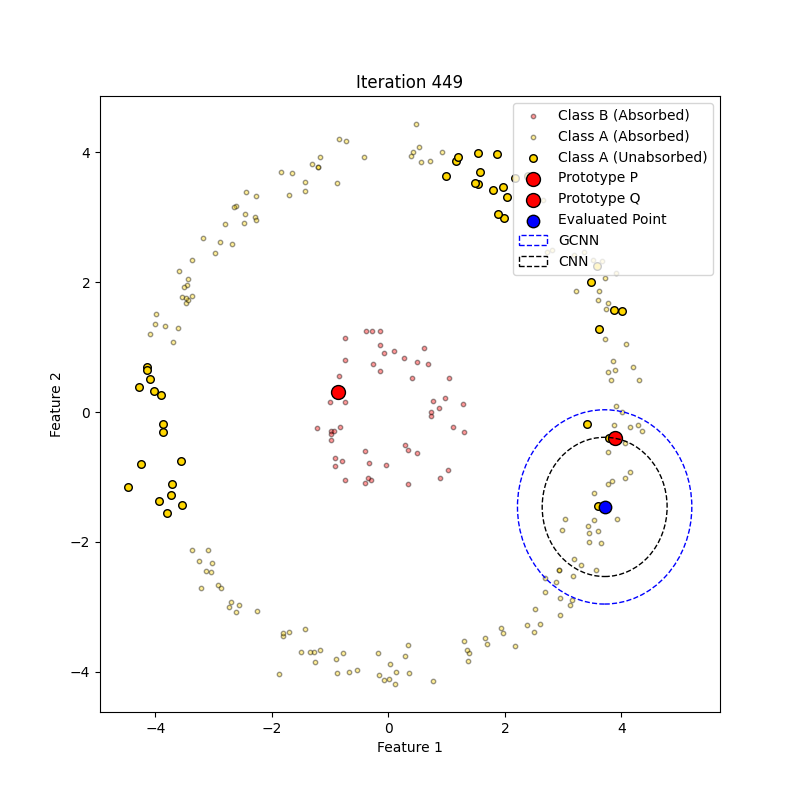 Iteration 449
Class B (Absorbed)
Class A (Absorbed)
Class A (Unabsorbed)
Prototype P
Prototype Q
Evaluated Point
GCNN
CNN
Feature 2
4
2
0
−2
−4
−4
−2
0
2
4
Feature 1